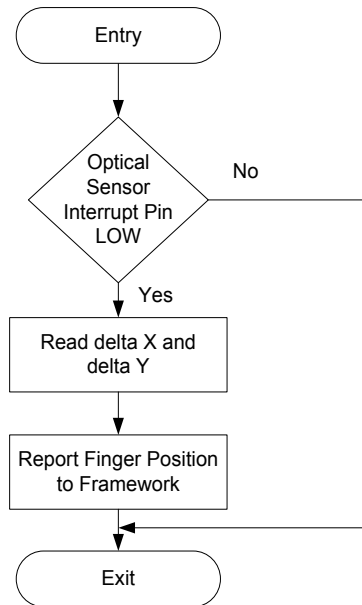 Entry
Optical
Sensor
Interrupt Pin
LOW
No
Yes
Read delta X and
delta Y
Report Finger Position
to Framework
Exit